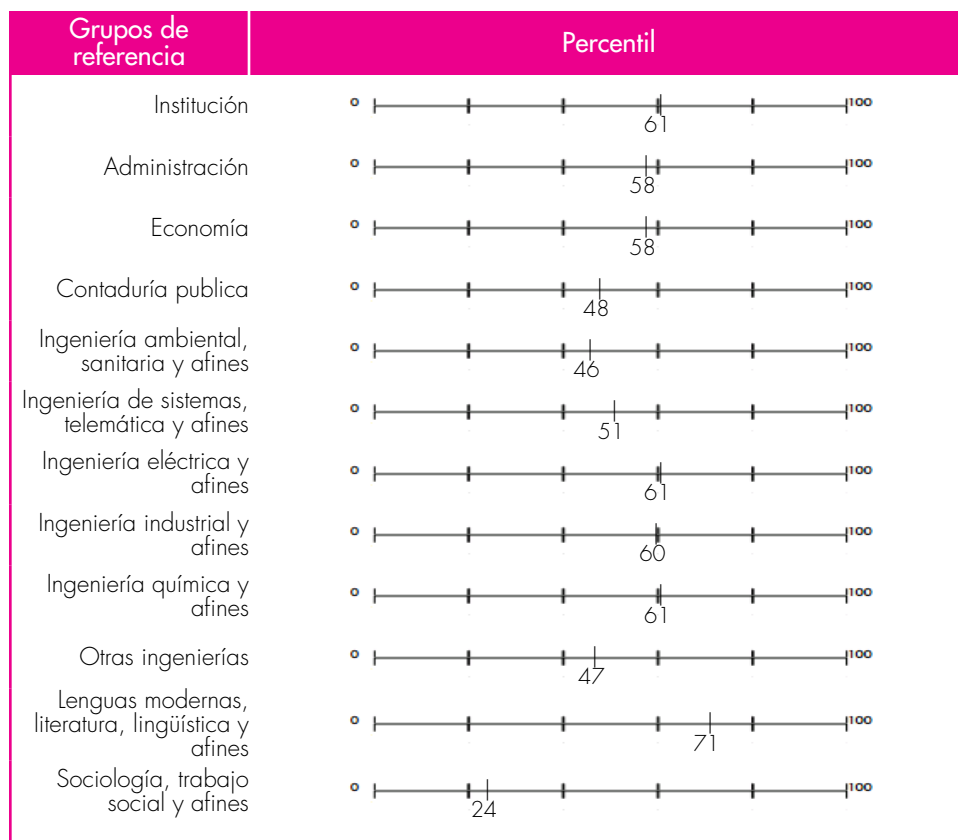 Grupos de
referencia
Percentil
Institución
0 100
61
Administración
0 100
58
Economía
0 100
58
Contaduría publica
0 100
48
Ingeniería ambiental,
sanitaria y afines
0 100
46
Ingeniería de sistemas,
telemática y afines
0 100
51
Ingeniería eléctrica y
afines
0 100
61
Ingeniería industrial y
afines
0 100
60
Ingeniería química y
afines
0 100
61
Otras ingenierías
0 100
47
Lenguas modernas,
literatura, lingüística y
afines
0 100
71
Sociología, trabajo
social y afines
0 100
24